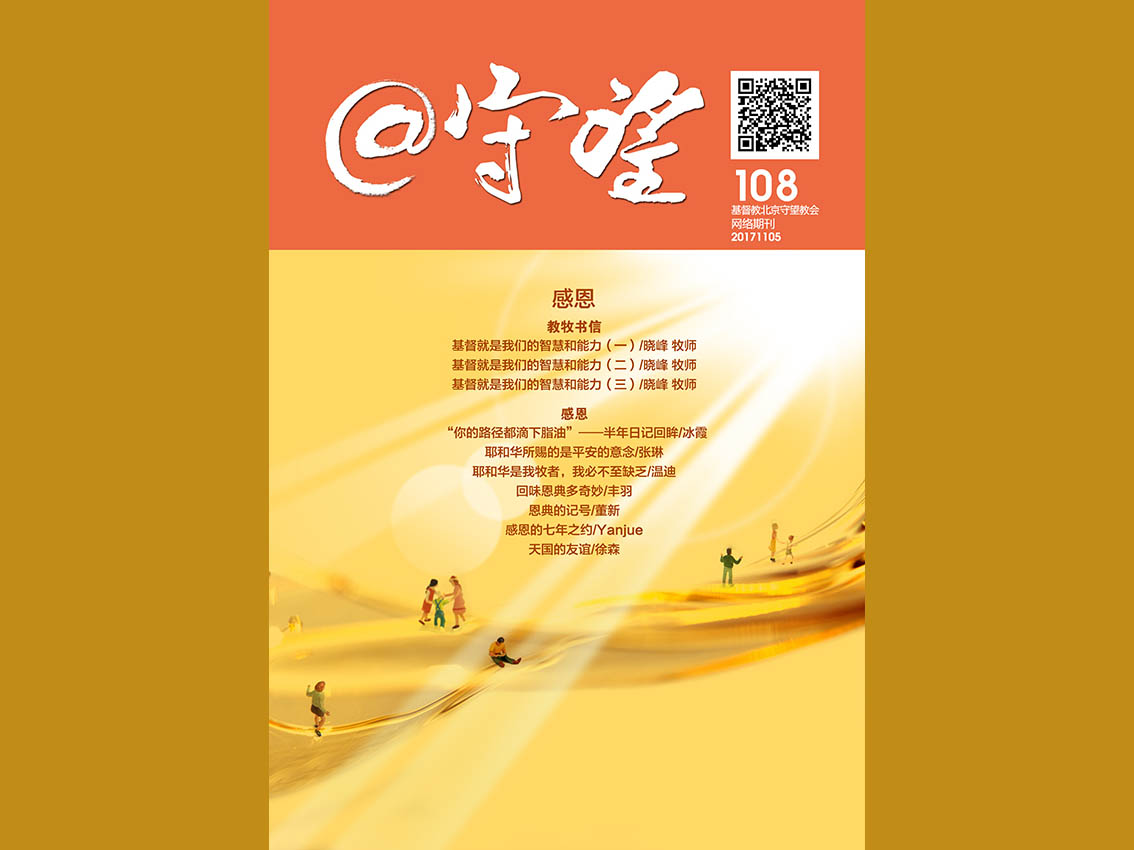 @守望
108
基督教北京守望教会
网络期刊
20171105
感恩
教牧书信
基督就是我们的智慧和能力（一）/晓峰 牧师
基督就是我们的智慧和能力（二）/晓峰 牧师
基督就是我们的智慧和能力（三）/晓峰 牧师
感恩
“你的路径都滴下脂油”——半年日记回眸/冰霞
耶和华所赐的是平安的意念/张琳
耶和华是我牧者，我必不至缺乏/温迪
回味恩典多奇妙/丰羽
恩典的记号/董新
感恩的七年之约/Yanjue
天国的友谊/徐森